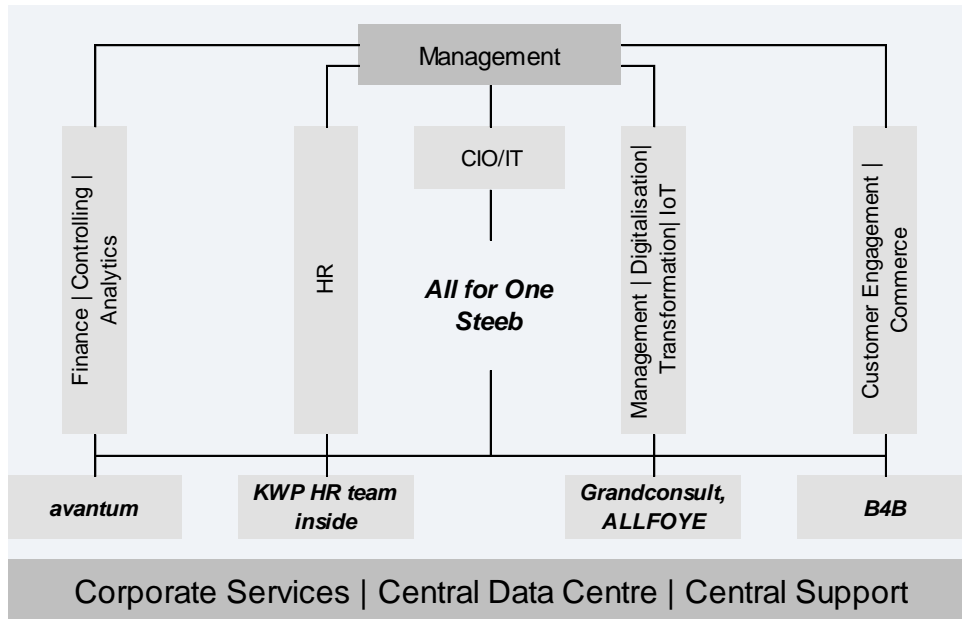 Management
Finance | Controlling |
Analytics
HR
CIO/IT
All for One
Steeb
Management | Digitalisation|
Transformation| IoT
Customer Engagement |
Commerce
avantum
KWP HR team
inside
Grandconsult,
ALLFOYE
B4B
Corporate Services | Central Data Centre | Central Support